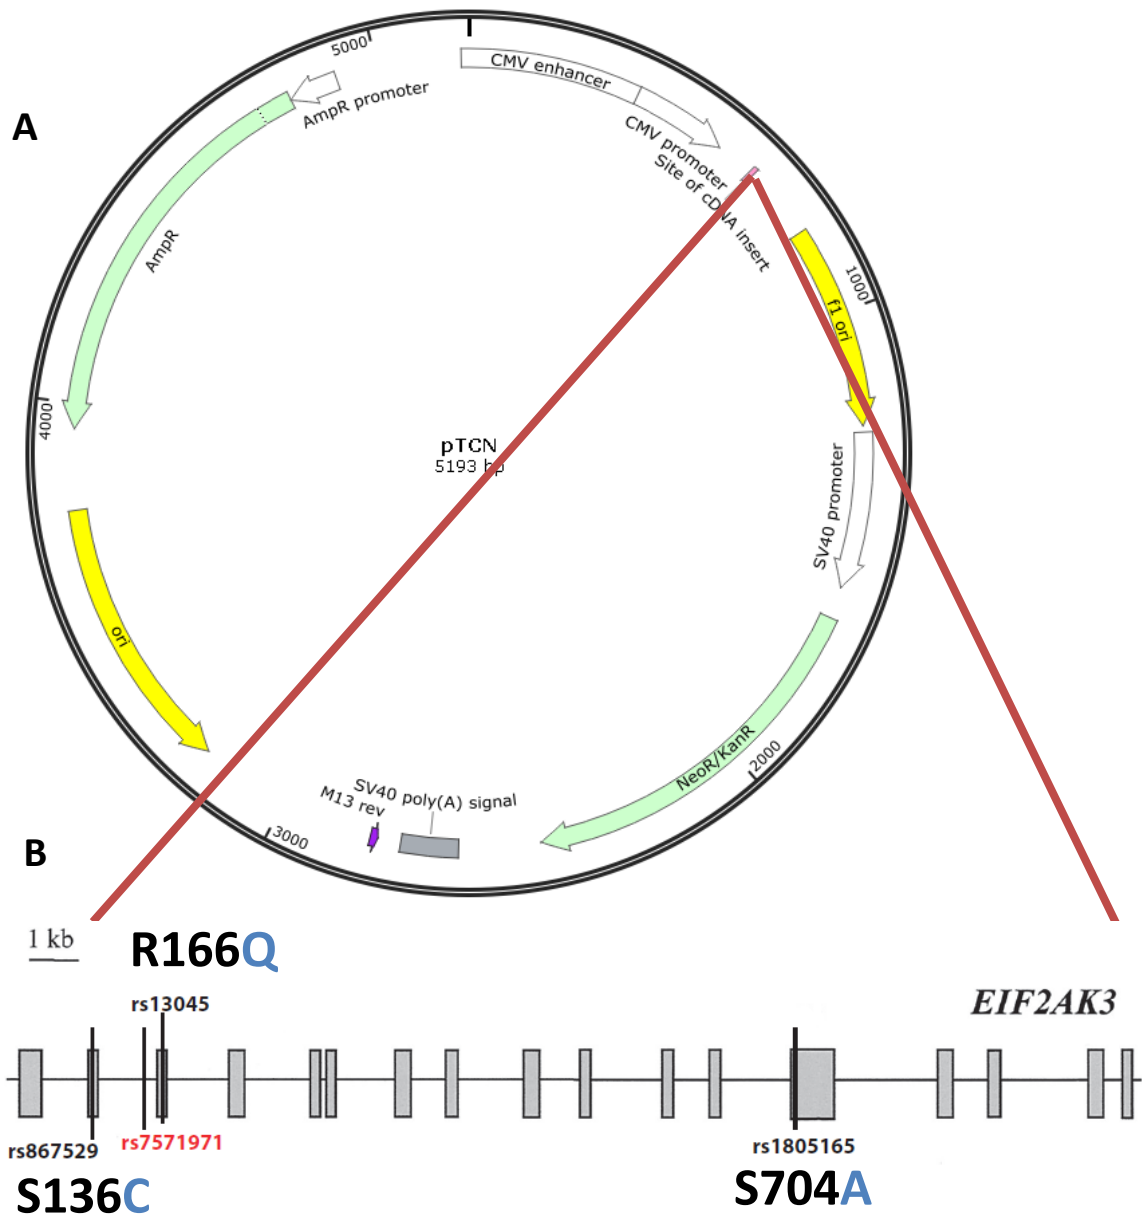 A
5000
CMV enhancer
AmpR promoter
CMV promoter
Site of cDNA insert
AmpR
1000
f1 ori
4000
pTCN
5193 bp
SV40 promoter
ori
NeoR/KanR
2000
SV40 poly(A) signal
M13 rev
3000
B
1 kb
R166Q
rs13045
EIF2AK3
rs867529
rs7571971
rs1805165
S136C
S704A